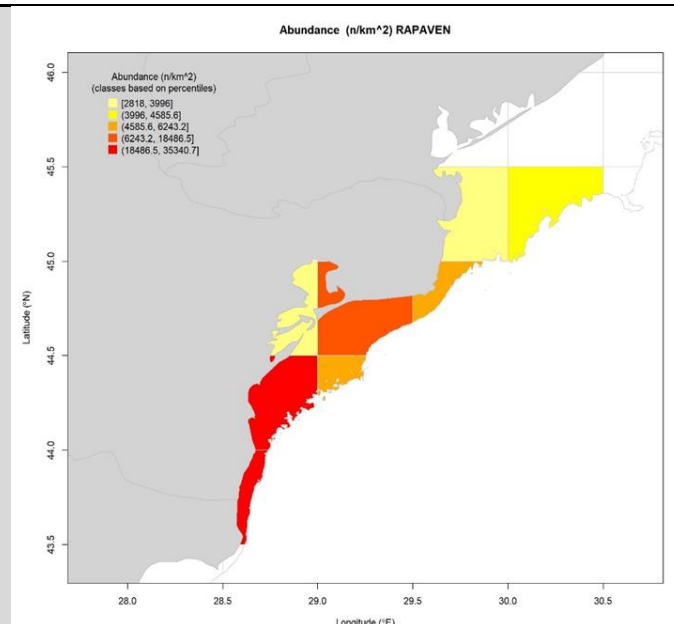 Abundance (n/km^2) RAPAVEN
Abundance (n/km^2)
(classes based on percentiles)
[2818, 3996]
(3996, 4585.6]
(4585.6, 6243.2]
(6243.2, 18486.5]
(18486.5, 35340.7]
Latitude (°N)
46.0
45.5
45.0
44.5
44.0
43.5
28.0 28.5 29.0 29.5 30.0 30.5
Longitude (°E)